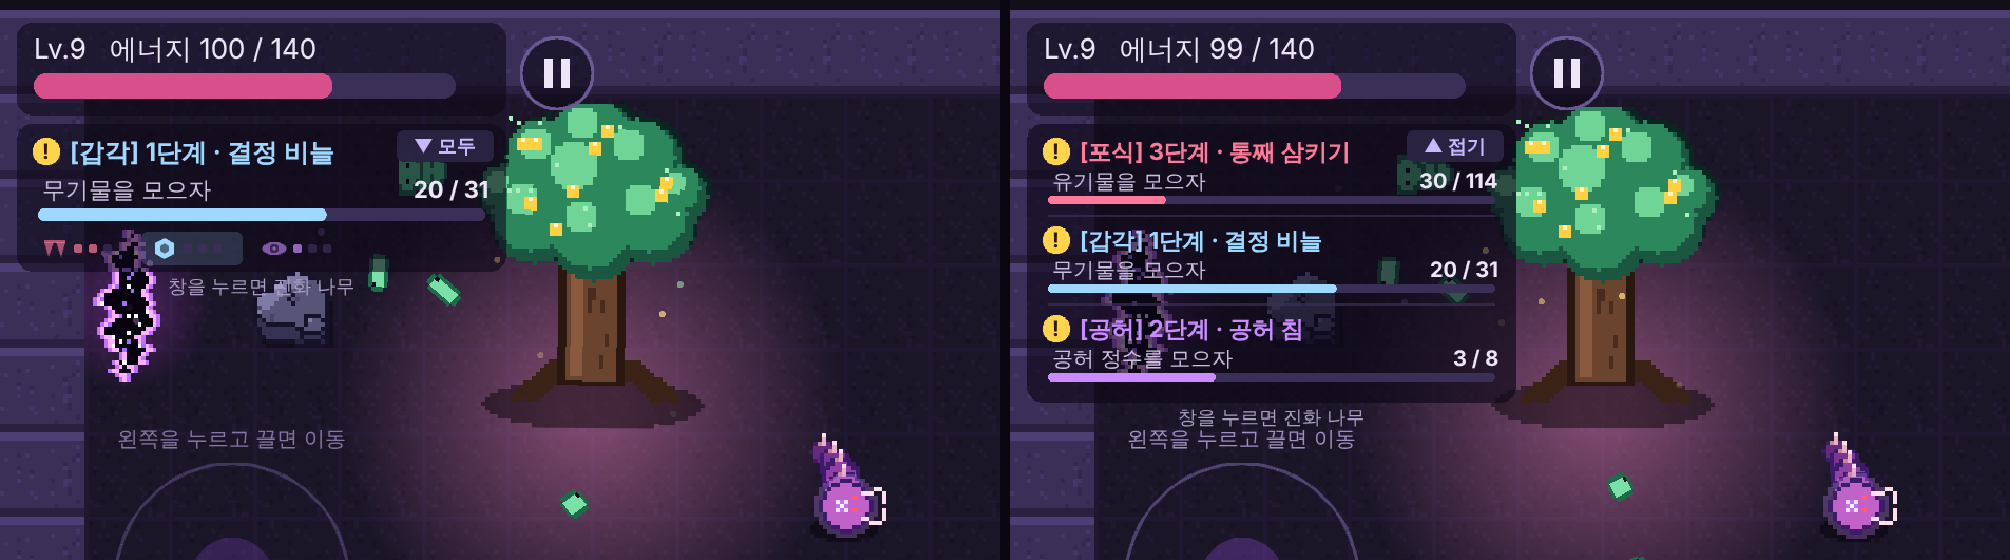 Lv.9 에너지 100 / 140
! [갑각] 1단계 · 결정 비늘 ▼ 모두
무기물을 모으자 20 / 31
창을 누르면 진화 나무
왼쪽을 누르고 끌면 이동
Lv.9 에너지 99 / 140
! [포식] 3단계 · 통째 삼키기 ▲ 접기
유기물을 모으자 30 / 114
! [갑각] 1단계 · 결정 비늘
무기물을 모으자 20 / 31
! [공허] 2단계 · 공허 침
공허 정수를 모으자 3 / 8
창을 누르면 진화 나무
왼쪽을 누르고 끌면 이동